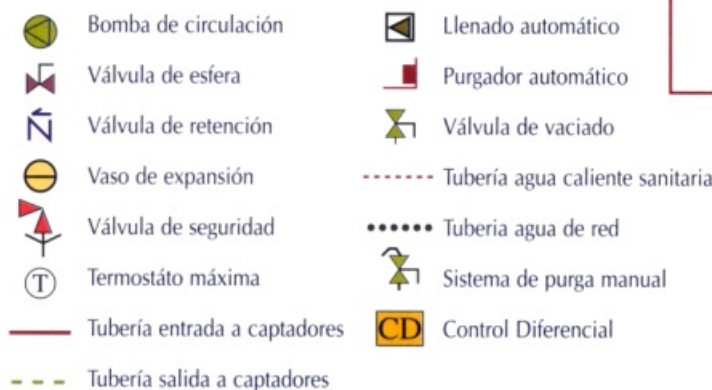 Bomba de circulación
Válvula de esfera
Válvula de retención
Vaso de expansión
Válvula de seguridad
T Termostáto máxima
Tubería entrada a captadores
Tubería salida a captadores
Llenado automático
Purgador automático
Válvula de vaciado
Tubería agua caliente sanitaria
Tuberia agua de red
Sistema de purga manual
CD Control Diferencial